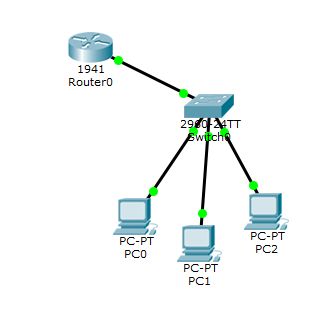 1941
Router0
2960-24TT
Switch0
PC-PT
PC0
PC-PT
PC1
PC-PT
PC2